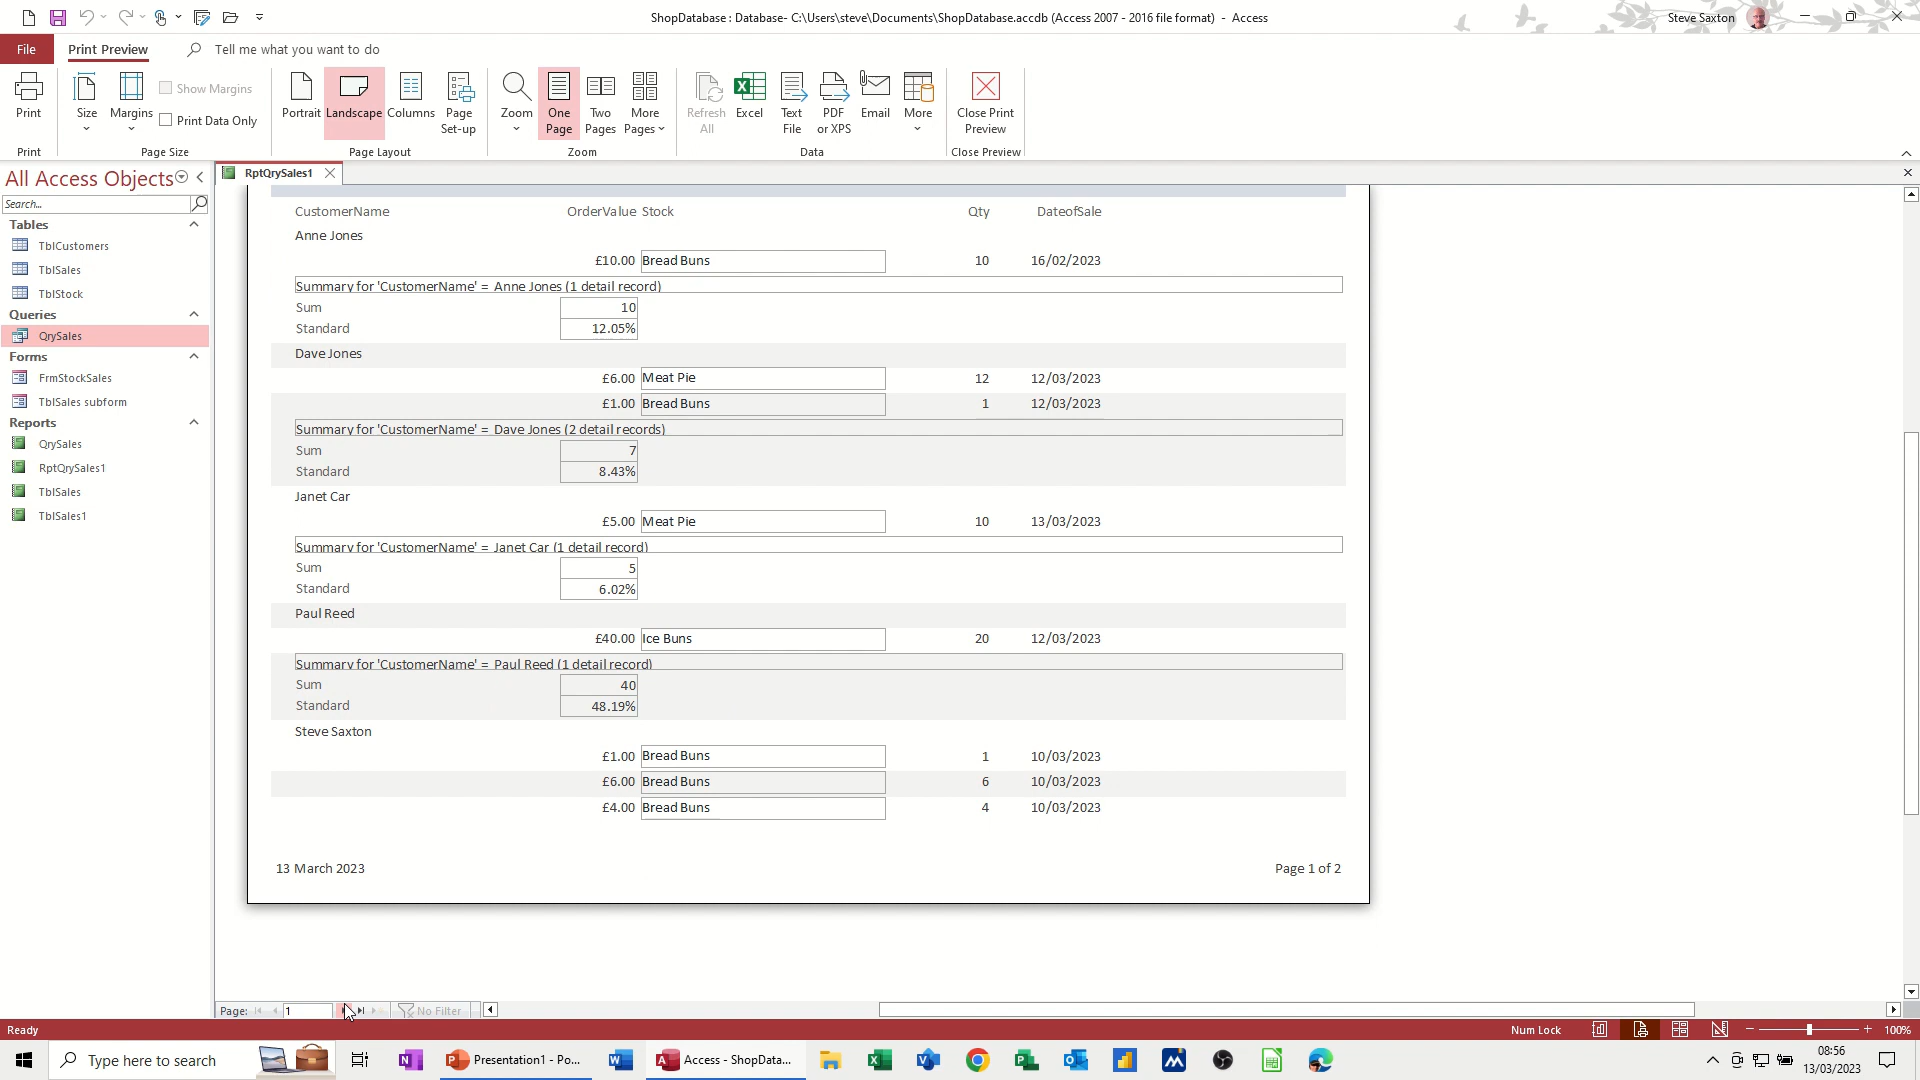 ShopDatabase : Database- C:\Users\steve\Documents\ShopDatabase.accdb (Access 2007 - 2016 file format) - Access
Steve Saxton
File
Print Preview
Tell me what you want to do
Print
Size
Margins
Show Margins
Print Data Only
Portrait
Landscape
Columns
Page Set-up
Zoom
One Page
Two Pages
More Pages
Refresh All
Excel
Text File
PDF or XPS
Email
More
Close Print Preview
Print
Page Size
Page Layout
Zoom
Data
Close Preview
All Access Objects
Search...
Tables
TblCustomers
TblSales
TblStock
Queries
QrySales
Forms
FrmStockSales
TblSales subform
Reports
QrySales
RptQrySales1
TblSales
TblSales1
RptQrySales1
CustomerName OrderValue Stock Qty DateofSale
Anne Jones
£10.00 Bread Buns 10 16/02/2023
Summary for 'CustomerName' = Anne Jones (1 detail record)
Sum 10
Standard 12.05%
Dave Jones
£6.00 Meat Pie 12 12/03/2023
£1.00 Bread Buns 1 12/03/2023
Summary for 'CustomerName' = Dave Jones (2 detail records)
Sum 7
Standard 8.43%
Janet Car
£5.00 Meat Pie 10 13/03/2023
Summary for 'CustomerName' = Janet Car (1 detail record)
Sum 5
Standard 6.02%
Paul Reed
£40.00 Ice Buns 20 12/03/2023
Summary for 'CustomerName' = Paul Reed (1 detail record)
Sum 40
Standard 48.19%
Steve Saxton
£1.00 Bread Buns 1 10/03/2023
£6.00 Bread Buns 6 10/03/2023
£4.00 Bread Buns 4 10/03/2023
13 March 2023 Page 1 of 2
Page: 1 No Filter
Ready Num Lock 100%
Type here to search
Presentation1 - Po...
Access - ShopData...
08:56
13/03/2023